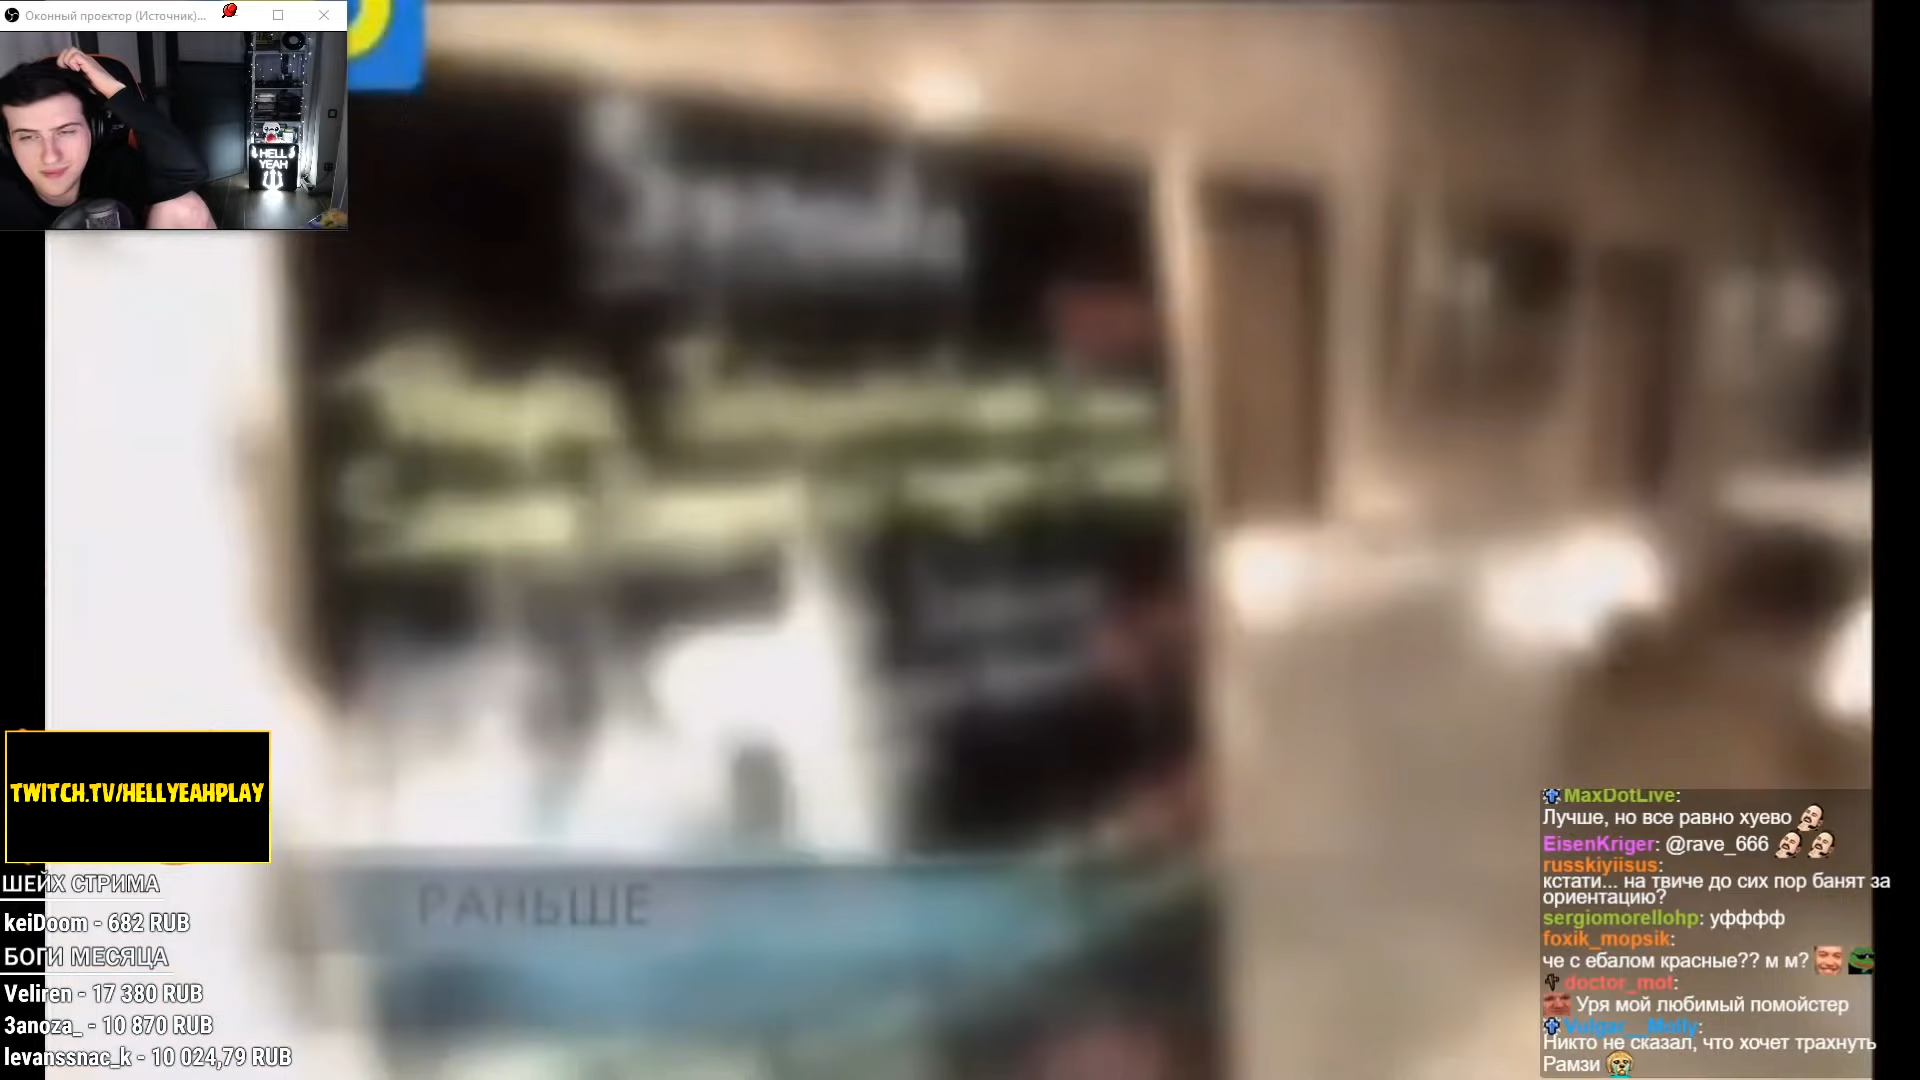 Оконный проектор (Источник)...
HELL
YEAH
РАНЬШЕ
TWITCH.TV/HELLYEAHPLAY
ШЕЙХ СТРИМА
keiDoom - 682 RUB
БОГИ МЕСЯЦА
Veliren - 17 380 RUB
3anoza_ - 10 870 RUB
levanssnac_k - 10 024,79 RUB
MaxDotLive:
Лучше, но все равно хуево
EisenKriger: @rave_666
russkiyiisus:
кстати... на твиче до сих пор банят за
ориентацию?
sergiomorellohp: уфффф
foxik_mopsik:
че с ебалом красные?? м м?
doctor_mot:
Уря мой любимый помойстер
Vulgar__Molly:
Никто не сказал, что хочет трахнуть
Рамзи